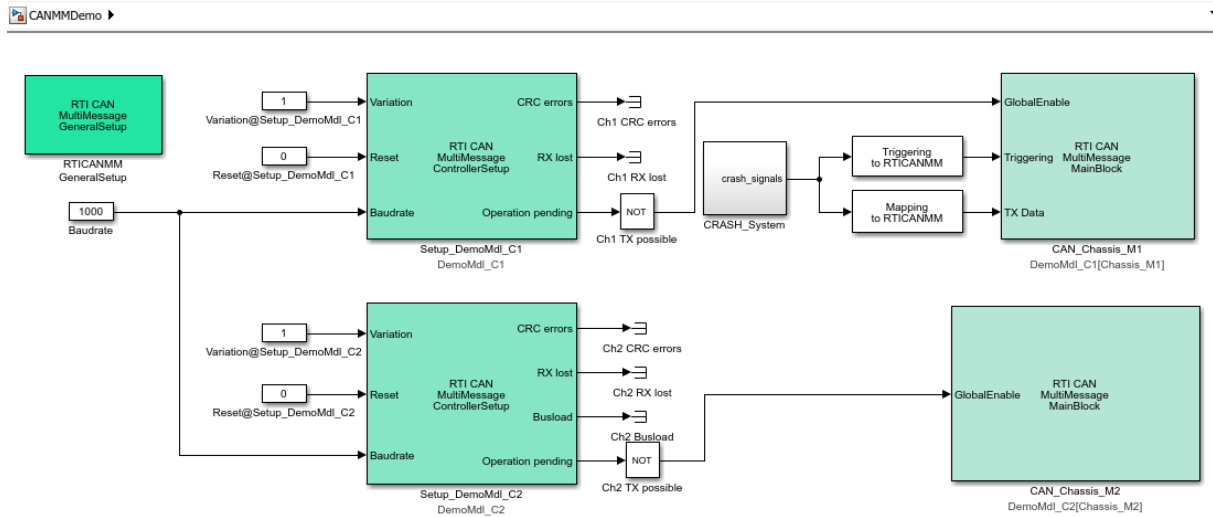 CANMMDemo
RTI CAN
MultiMessage
GeneralSetup
RTICANMM
GeneralSetup
1000
Baudrate
1
Variation@Setup_DemoMdl_C1
0
Reset@Setup_DemoMdl_C1
Variation
Reset
Baudrate
RTI CAN
MultiMessage
ControllerSetup
CRC errors
RX lost
Operation pending
Setup_DemoMdl_C1
DemoMdl_C1
Ch1 CRC errors
Ch1 RX lost
NOT
Ch1 TX possible
crash_signals
CRASH_System
Triggering
to RTICANMM
Mapping
to RTICANMM
GlobalEnable
Triggering
TX Data
RTI CAN
MultiMessage
MainBlock
CAN_Chassis_M1
DemoMdl_C1[Chassis_M1]
1
Variation@Setup_DemoMdl_C2
0
Reset@Setup_DemoMdl_C2
Variation
Reset
Baudrate
RTI CAN
MultiMessage
ControllerSetup
CRC errors
RX lost
Busload
Operation pending
Setup_DemoMdl_C2
DemoMdl_C2
Ch2 CRC errors
Ch2 RX lost
Ch2 Busload
NOT
Ch2 TX possible
GlobalEnable
RTI CAN
MultiMessage
MainBlock
CAN_Chassis_M2
DemoMdl_C2[Chassis_M2]